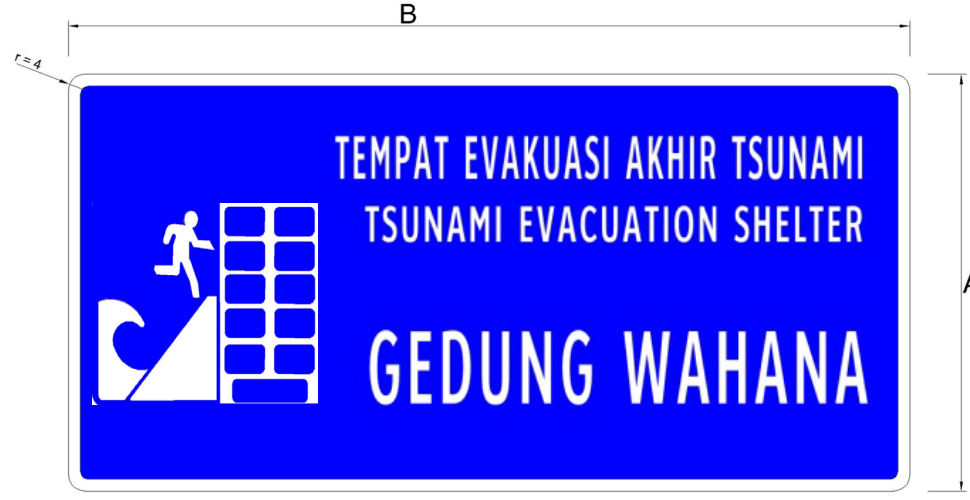 B
r = 4
TEMPAT EVAKUASI AKHIR TSUNAMI
TSUNAMI EVACUATION SHELTER
A
GEDUNG WAHANA